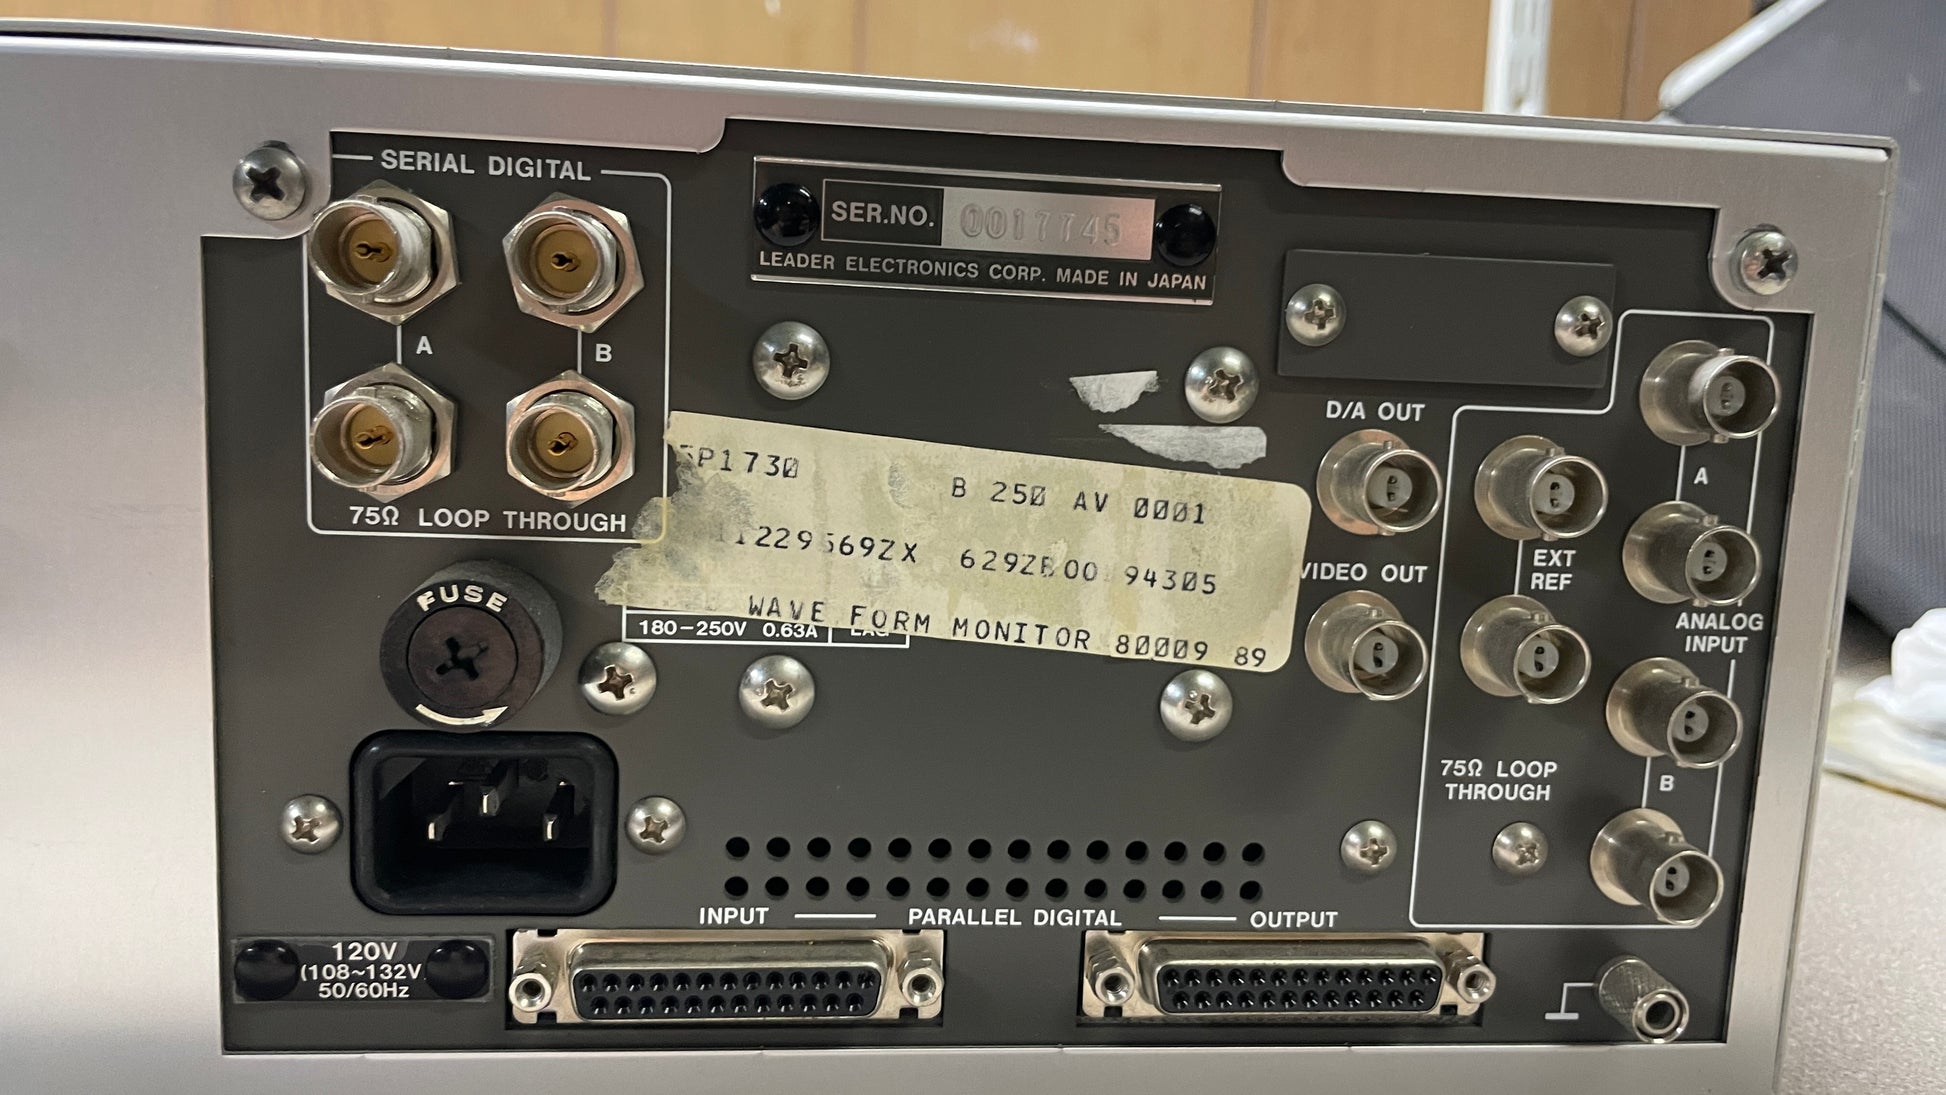 SERIAL DIGITAL
A
B
75Ω LOOP THROUGH
SER.NO. 0017745
LEADER ELECTRONICS CORP. MADE IN JAPAN
B 250 AV 0001
94305
WAVE FORM MONITOR 80009 89
180-250V 0.63A
FUSE
120V
(108~132V
50/60Hz
INPUT
PARALLEL DIGITAL
OUTPUT
D/A OUT
VIDEO OUT
EXT
REF
A
ANALOG
INPUT
B
75Ω LOOP
THROUGH